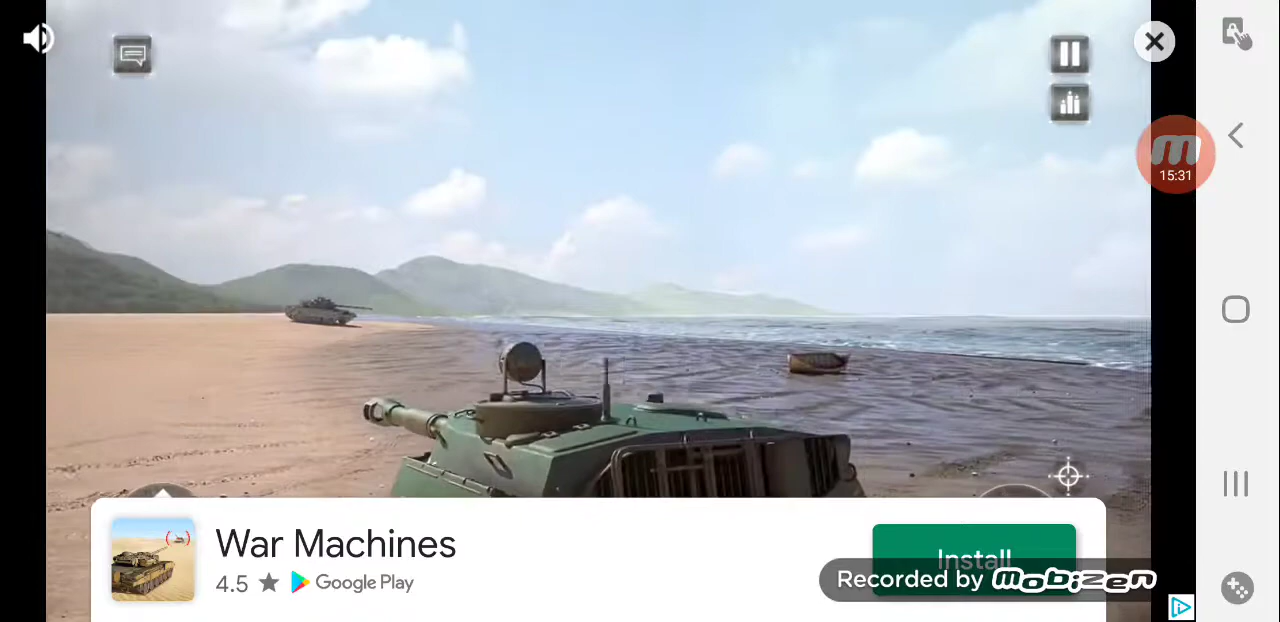 15:31
War Machines
4.5 ★ Google Play
Install
Recorded by mobizen